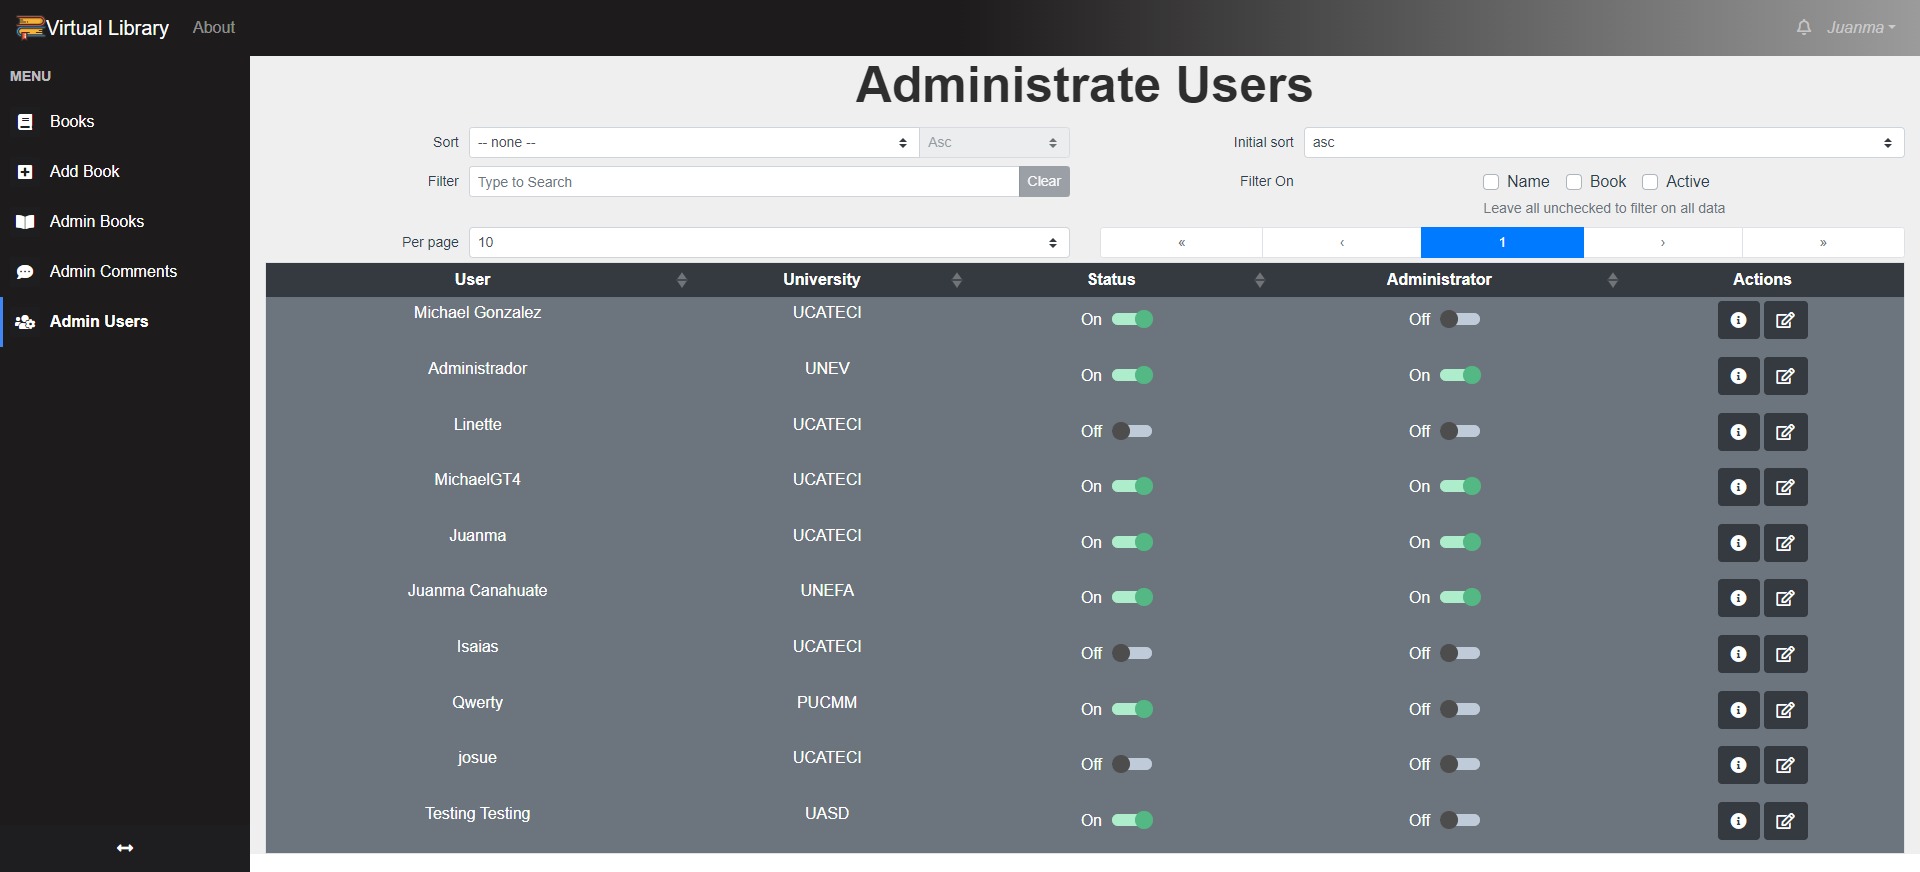 Virtual Library About Juanma
MENU
Books
Add Book
Admin Books
Admin Comments
Admin Users
Administrate Users
Sort -- none -- Asc Initial sort asc
Filter Type to Search Clear Filter On Name Book Active
Leave all unchecked to filter on all data
Per page 10 « ‹ 1 › »
User University Status Administrator Actions
Michael Gonzalez UCATECI On Off
Administrador UNEV On On
Linette UCATECI Off Off
MichaelGT4 UCATECI On On
Juanma UCATECI On On
Juanma Canahuate UNEFA On On
Isaias UCATECI Off Off
Qwerty PUCMM On Off
josue UCATECI Off Off
Testing Testing UASD On Off